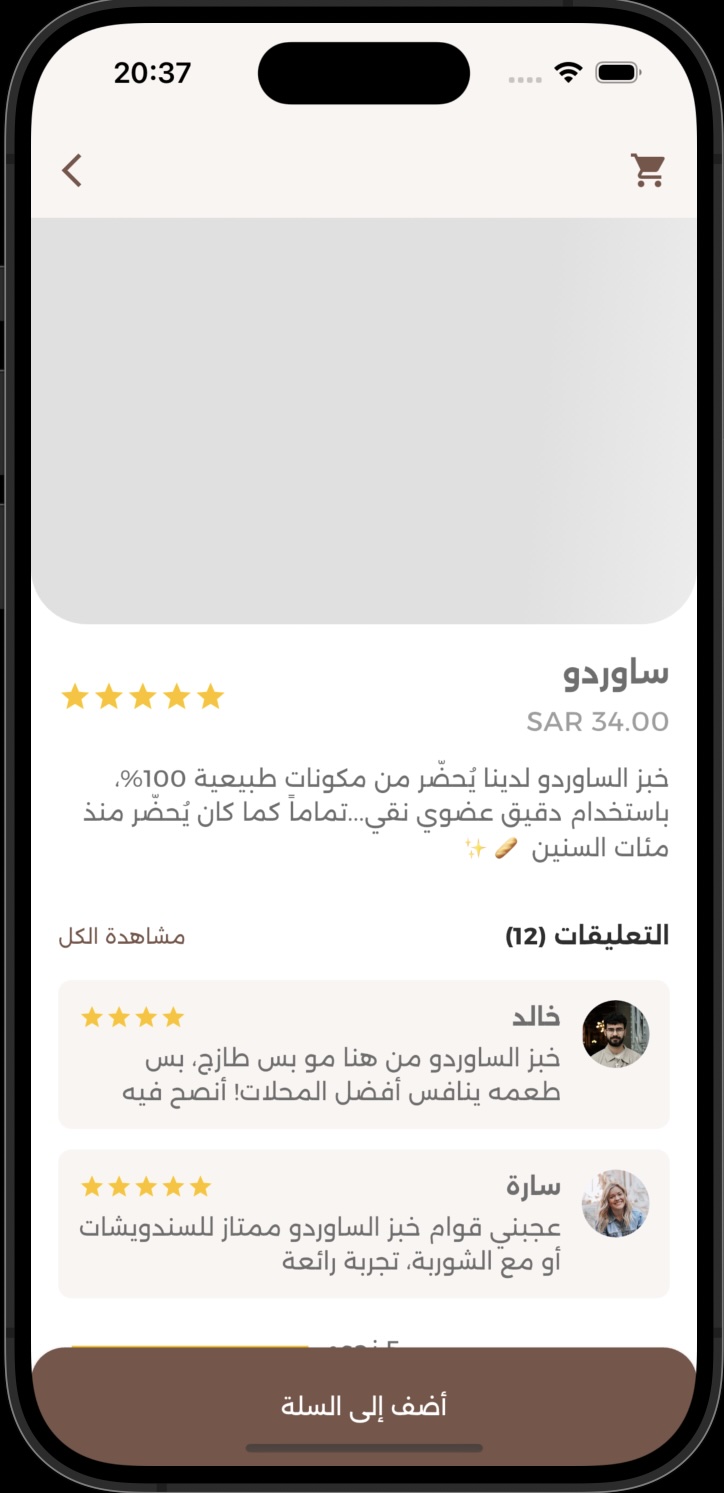 20:37
ساوردو
SAR 34.00
خبز الساوردو لدينا يُحضّر من مكونات طبيعية 100%،
باستخدام دقيق عضوي نقي...تماماً كما كان يُحضّر منذ
مئات السنين 🥖 ✨
التعليقات (12)
مشاهدة الكل
خالد
خبز الساوردو من هنا مو بس طازج، بس
طعمه ينافس أفضل المحلات! أنصح فيه
سارة
عجبني قوام خبز الساوردو ممتاز للسندويشات
أو مع الشوربة، تجربة رائعة
أضف إلى السلة